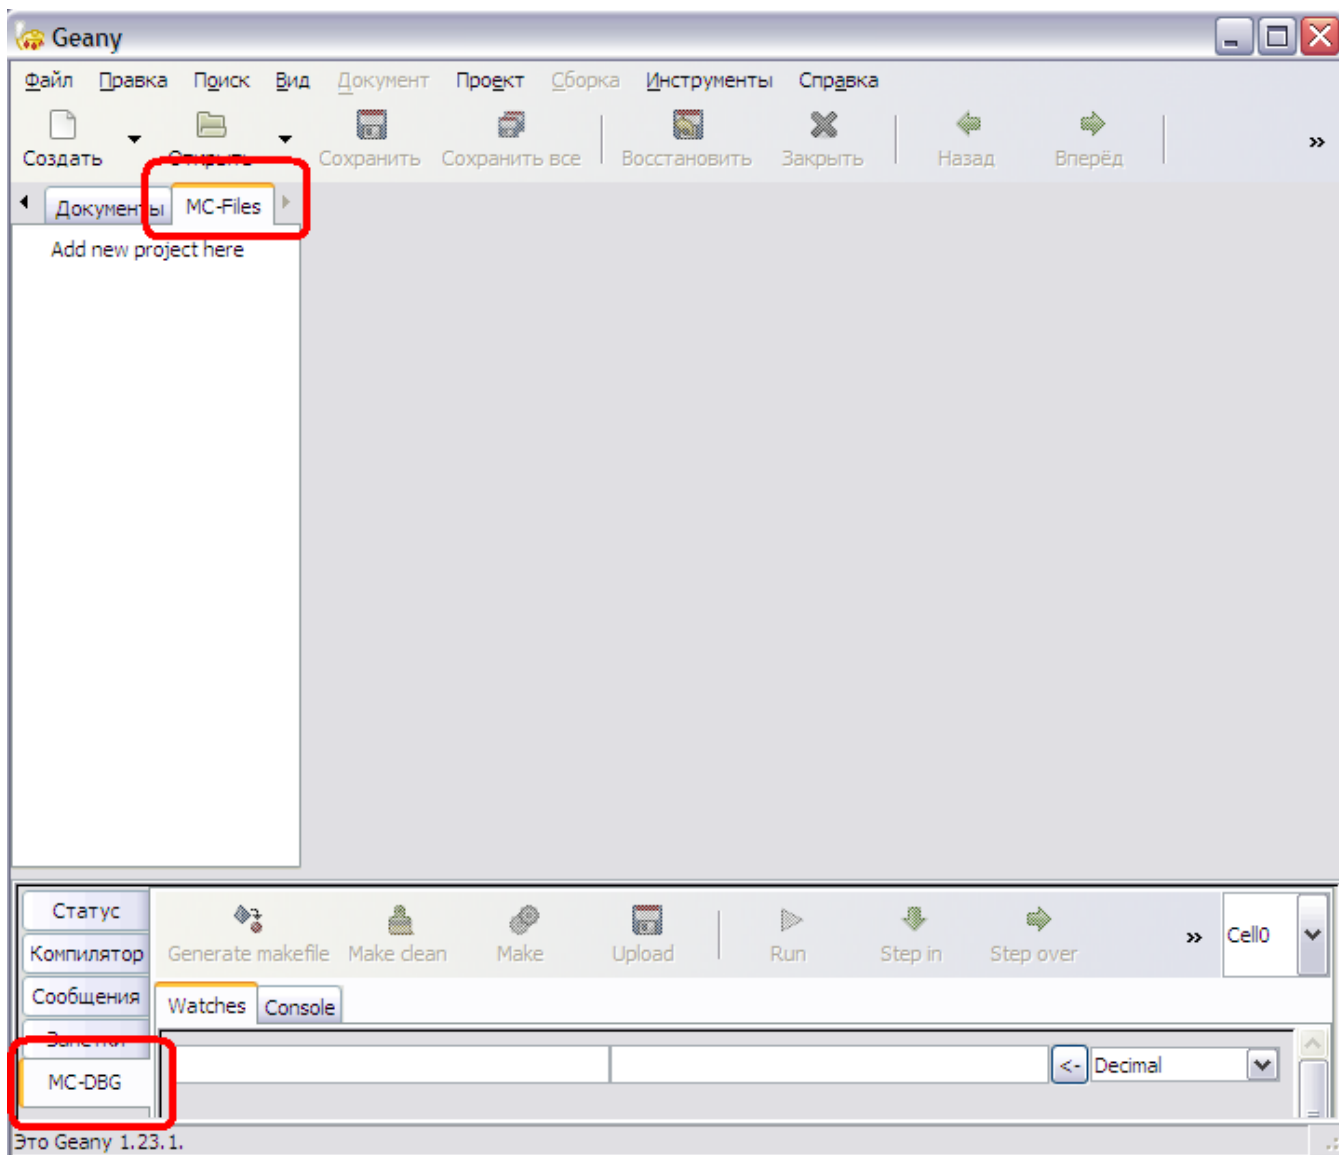 Geany
Файл Правка Поиск Вид Документ Проект Сборка Инструменты Справка
Создать Открыть Сохранить Сохранить все Восстановить Закрыть Назад Вперёд »
Документы MC-Files
Add new project here
Статус
Компилятор
Сообщения
Заметки
MC-DBG
Generate makefile Make clean Make Upload Run Step in Step over » Cell0
Watches Console
<- Decimal
Это Geany 1.23.1.